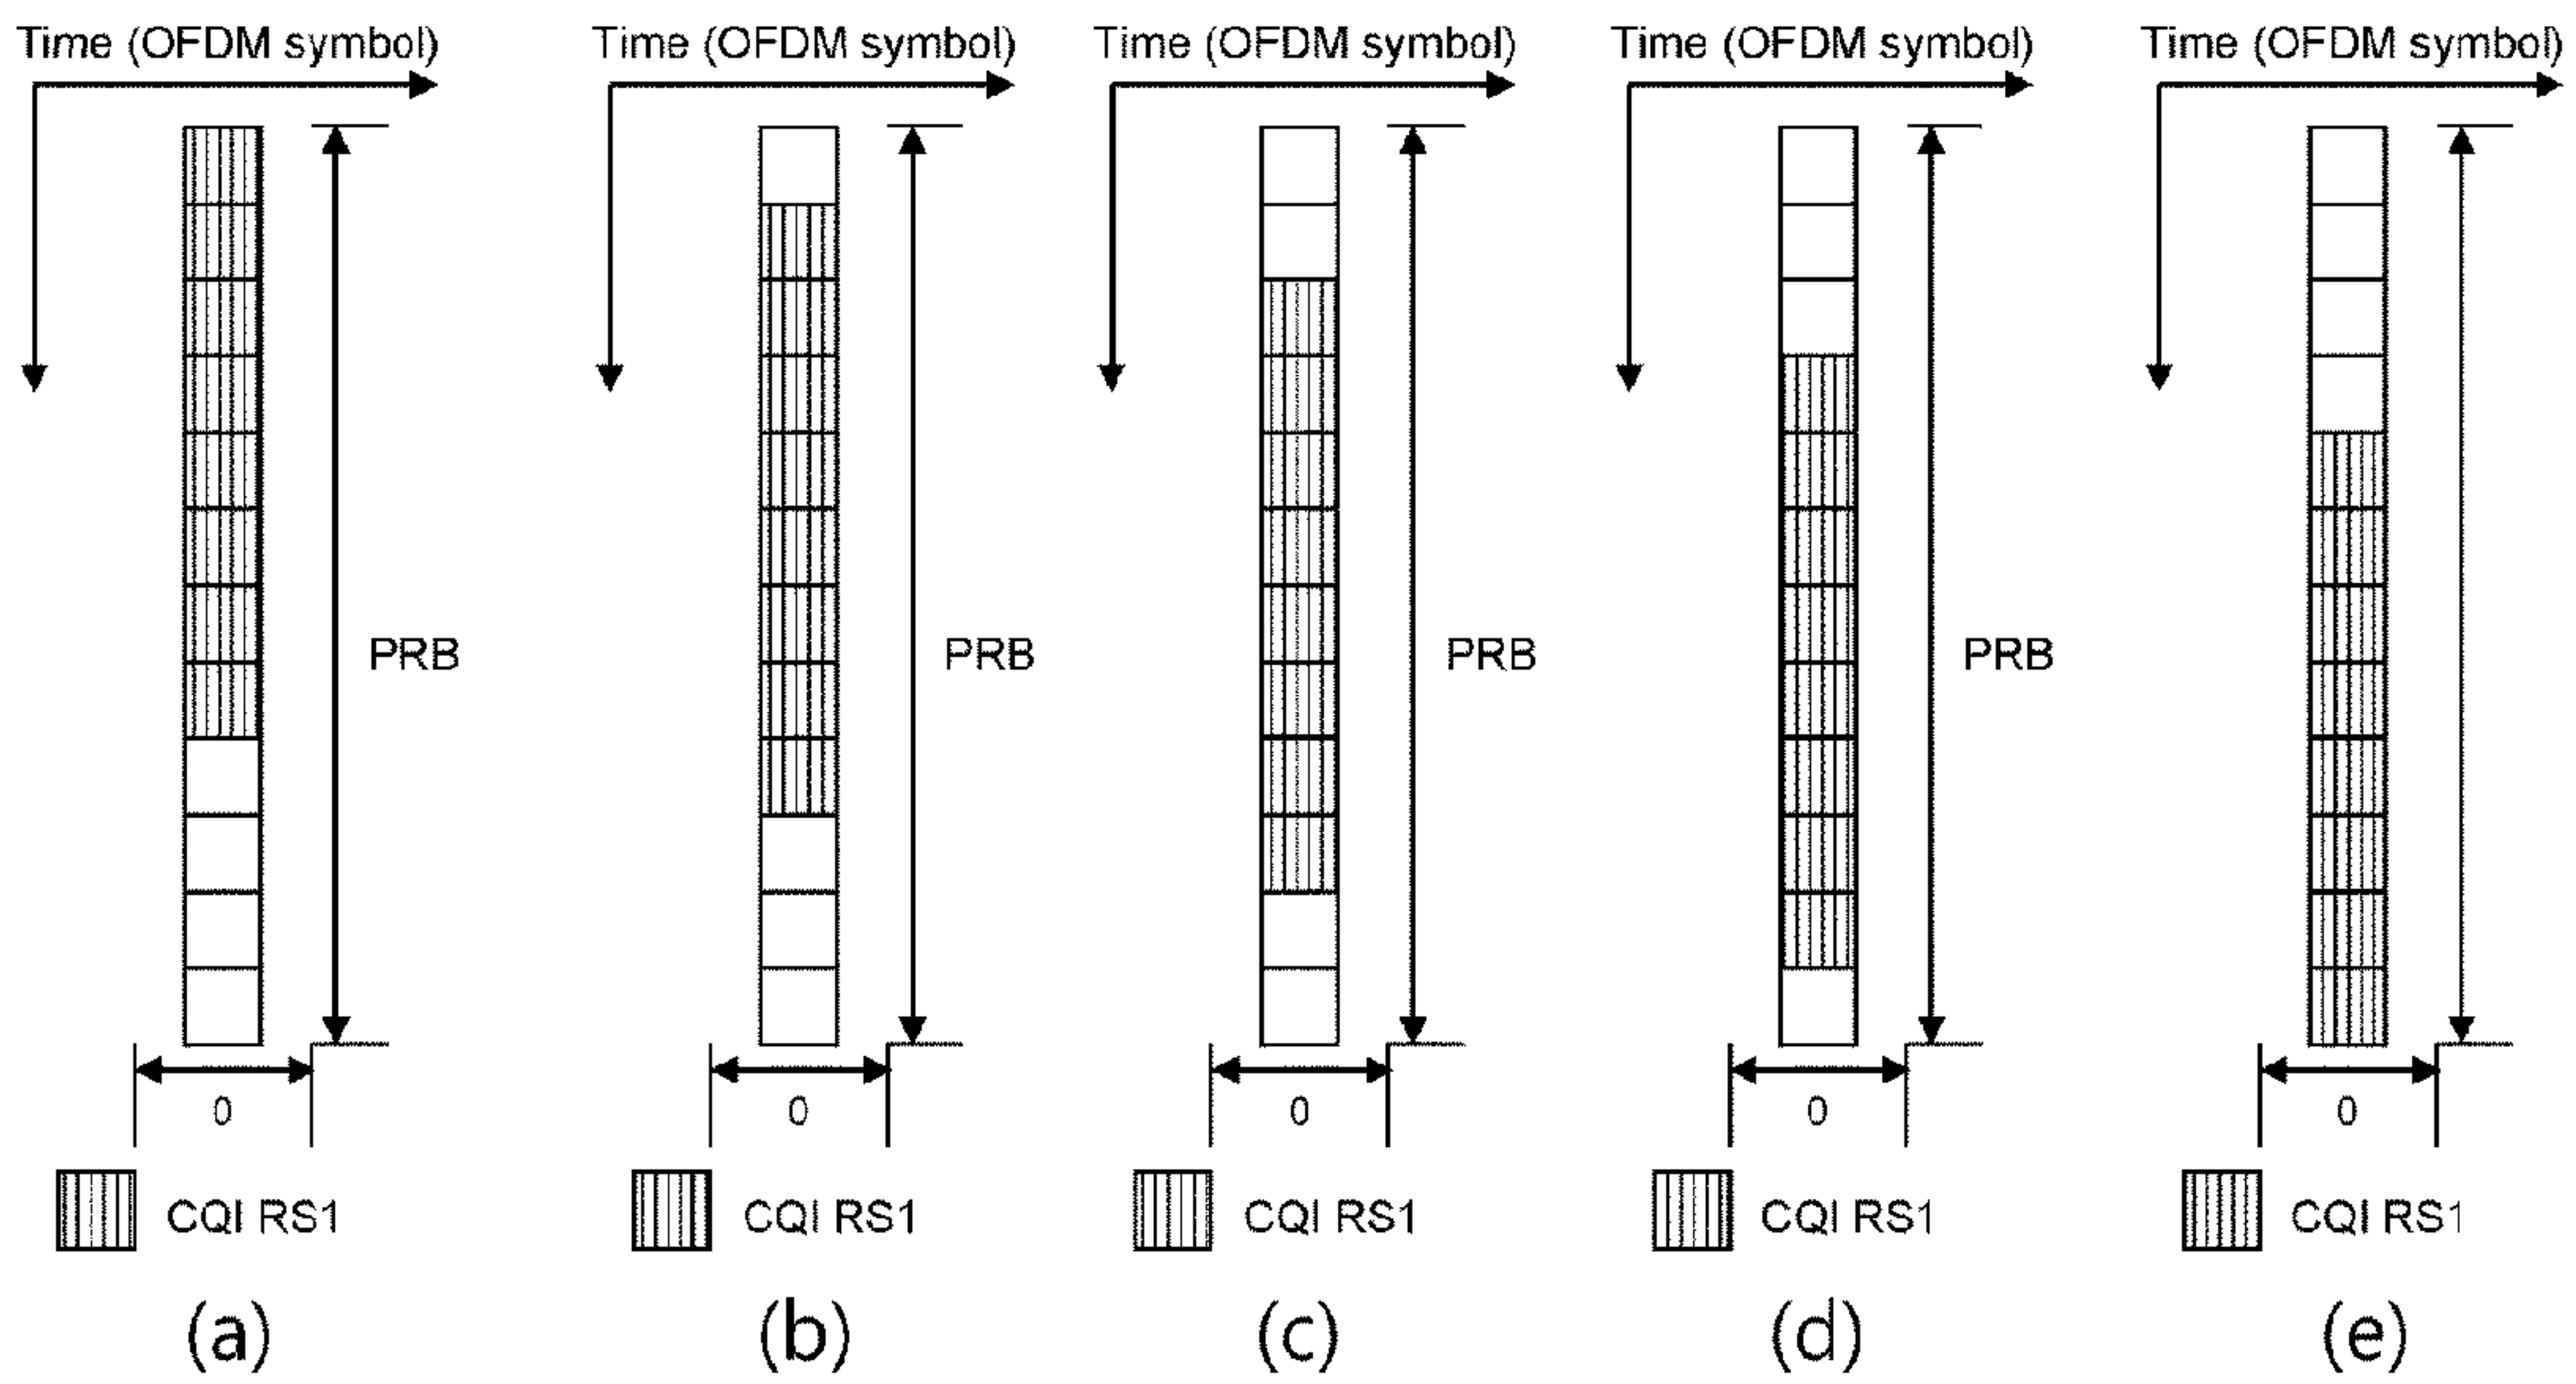 Time (OFDM symbol) Time (OFDM symbol) Time (OFDM symbol) Time (OFDM symbol) Time (OFDM symbol)
PRB PRB PRB PRB
0 0 0 0 0
CQI RS1 CQI RS1 CQI RS1 CQI RS1 CQI RS1
(a) (b) (c) (d) (e)